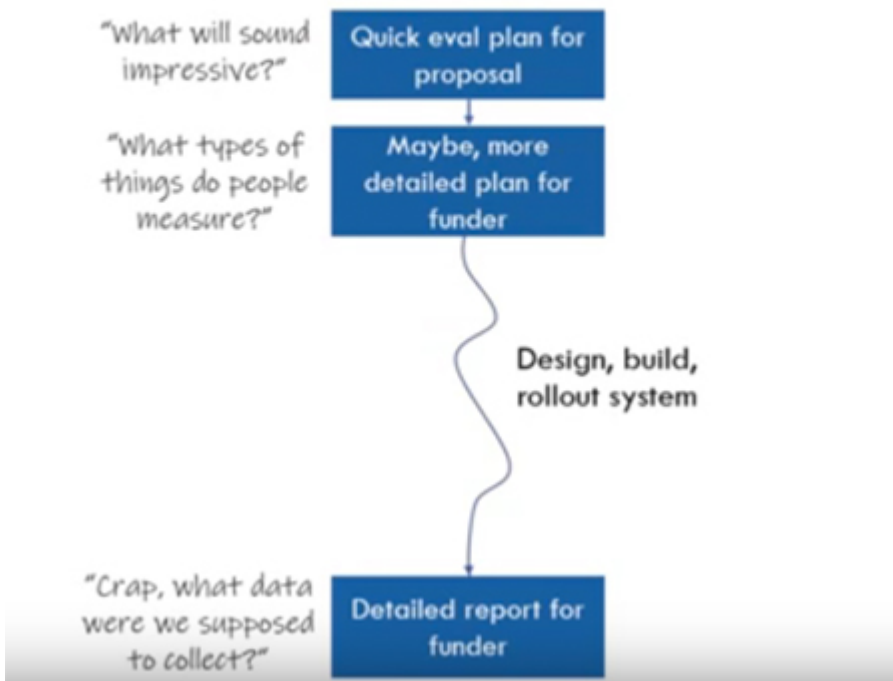 "What will sound
impressive?"
Quick eval plan for
proposal
"What types of
things do people
measure?"
Maybe, more
detailed plan for
funder
Design, build,
rollout system
"Crap, what data
were we supposed
to collect?"
Detailed report for
funder